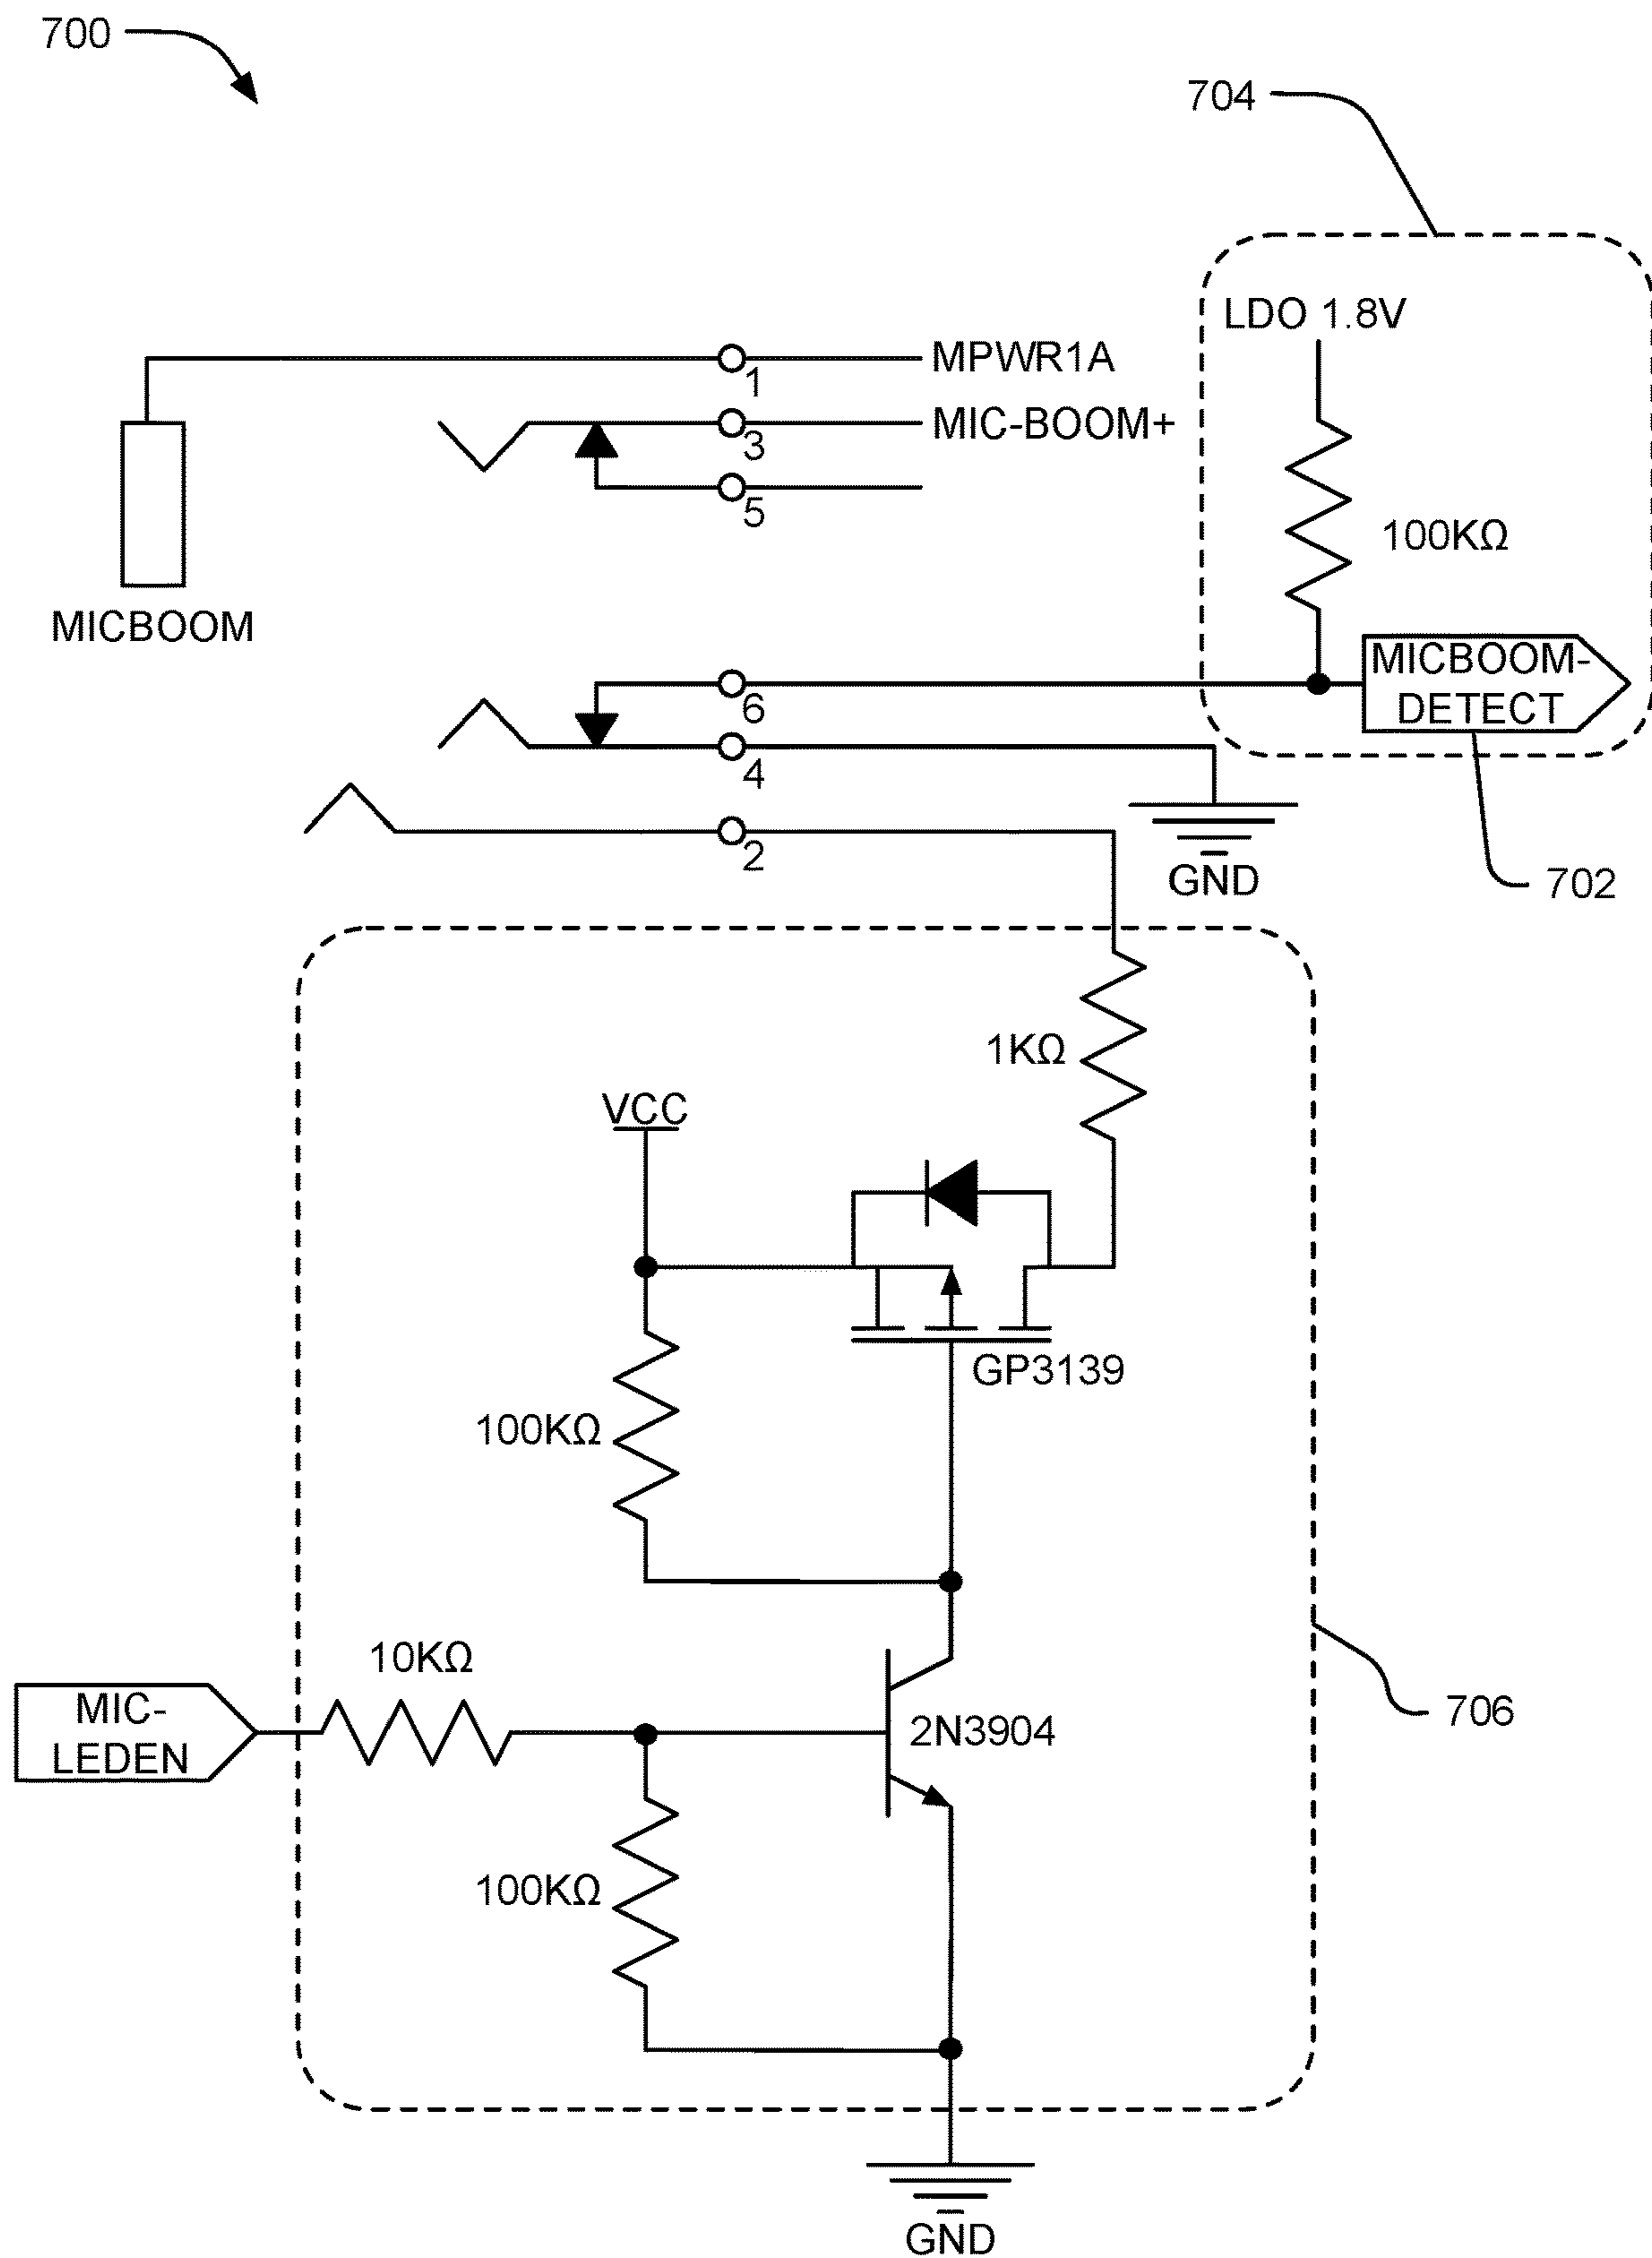 700
704
LDO 1.8V
MPWR1A
1
MIC-BOOM+
3
5
100KΩ
MICBOOM
MICBOOM-
DETECT
6
4
2
GND
702
1KΩ
VCC
GP3139
100KΩ
10KΩ
MIC-
LEDEN
2N3904
706
100KΩ
GND